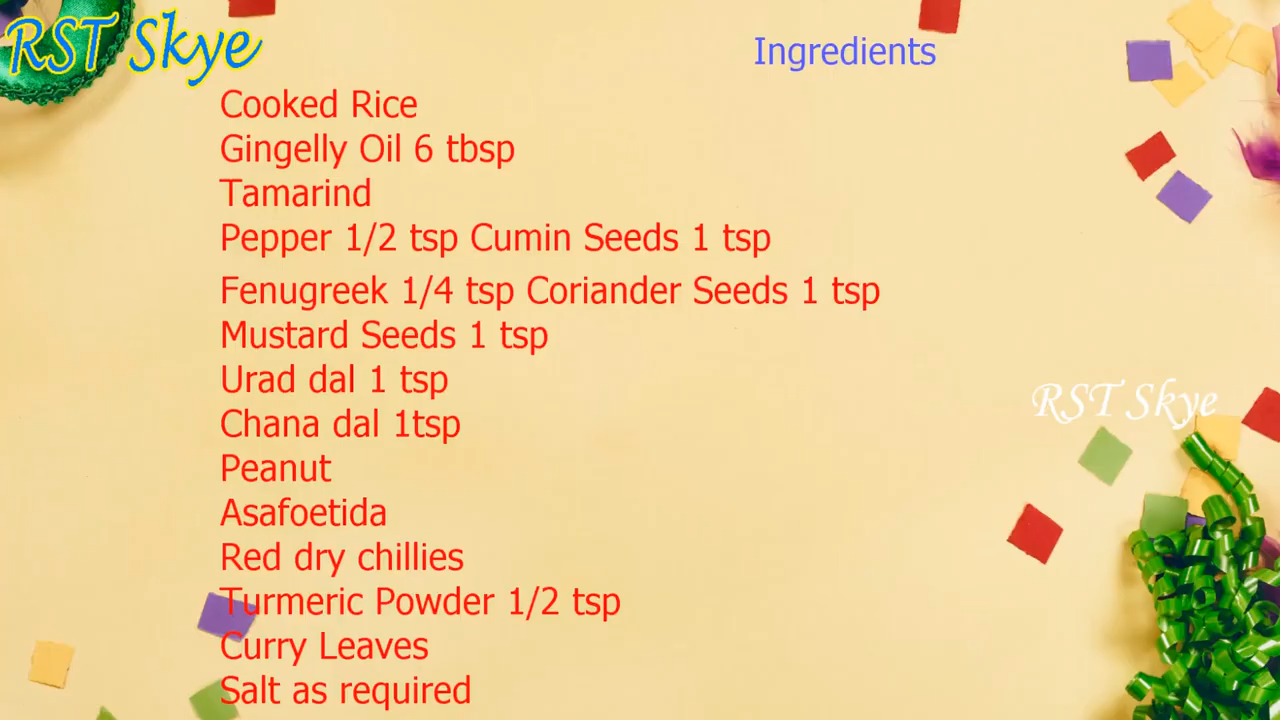 RST Skye
Ingredients
Cooked Rice
Gingelly Oil 6 tbsp
Tamarind
Pepper 1/2 tsp Cumin Seeds 1 tsp
Fenugreek 1/4 tsp Coriander Seeds 1 tsp
Mustard Seeds 1 tsp
Urad dal 1 tsp
Chana dal 1tsp
RST Skye
Peanut
Asafoetida
Red dry chillies
Turmeric Powder 1/2 tsp
Curry Leaves
Salt as required